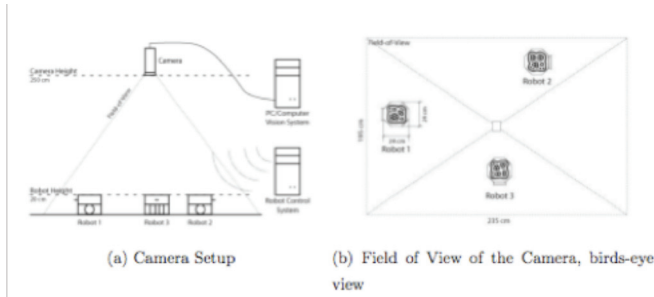 Camera
Camera Height
250 cm
Field-of-View
PC/Computer
Vision System
Robot Height
Robot Control
System
Robot 1
Robot 3
Robot 2
(a) Camera Setup
Field-of-View
Robot 2
Robot 1
Robot 3
235 cm
(b) Field of View of the Camera, birds-eye
view